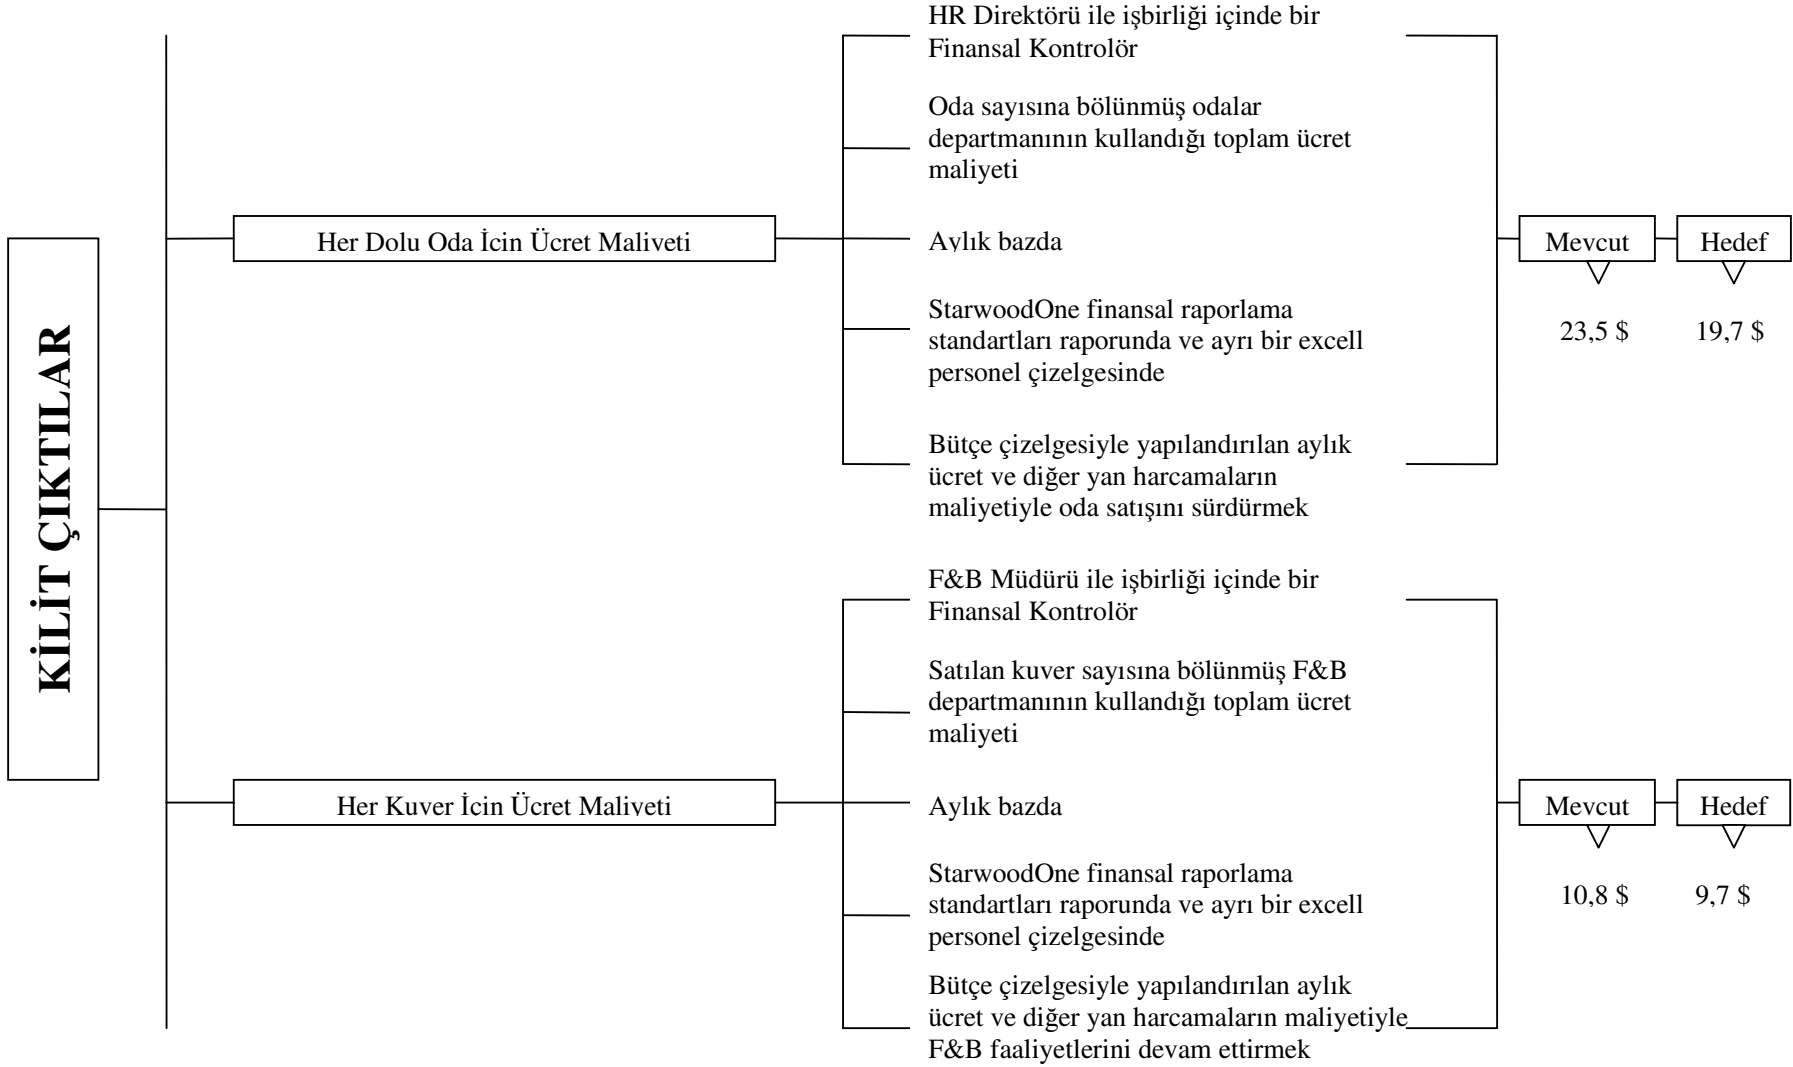 KİLİT ÇIKTILAR
Her Dolu Oda İçin Ücret Maliyeti
HR Direktörü ile işbirliği içinde bir
Finansal Kontrolör
Oda sayısına bölünmüş odalar
departmanının kullandığı toplam ücret
maliyeti
Aylık bazda
StarwoodOne finansal raporlama
standartları raporunda ve ayrı bir excell
personel çizelgesinde
Bütçe çizelgesiyle yapılandırılan aylık
ücret ve diğer yan harcamaların
maliyetiyle oda satışını sürdürmek
Mevcut
Hedef
23,5 $
19,7 $
Her Kuver İçin Ücret Maliyeti
F&B Müdürü ile işbirliği içinde bir
Finansal Kontrolör
Satılan kuver sayısına bölünmüş F&B
departmanının kullandığı toplam ücret
maliyeti
Aylık bazda
StarwoodOne finansal raporlama
standartları raporunda ve ayrı bir excell
personel çizelgesinde
Bütçe çizelgesiyle yapılandırılan aylık
ücret ve diğer yan harcamaların maliyetiyle
F&B faaliyetlerini devam ettirmek
Mevcut
Hedef
10,8 $
9,7 $